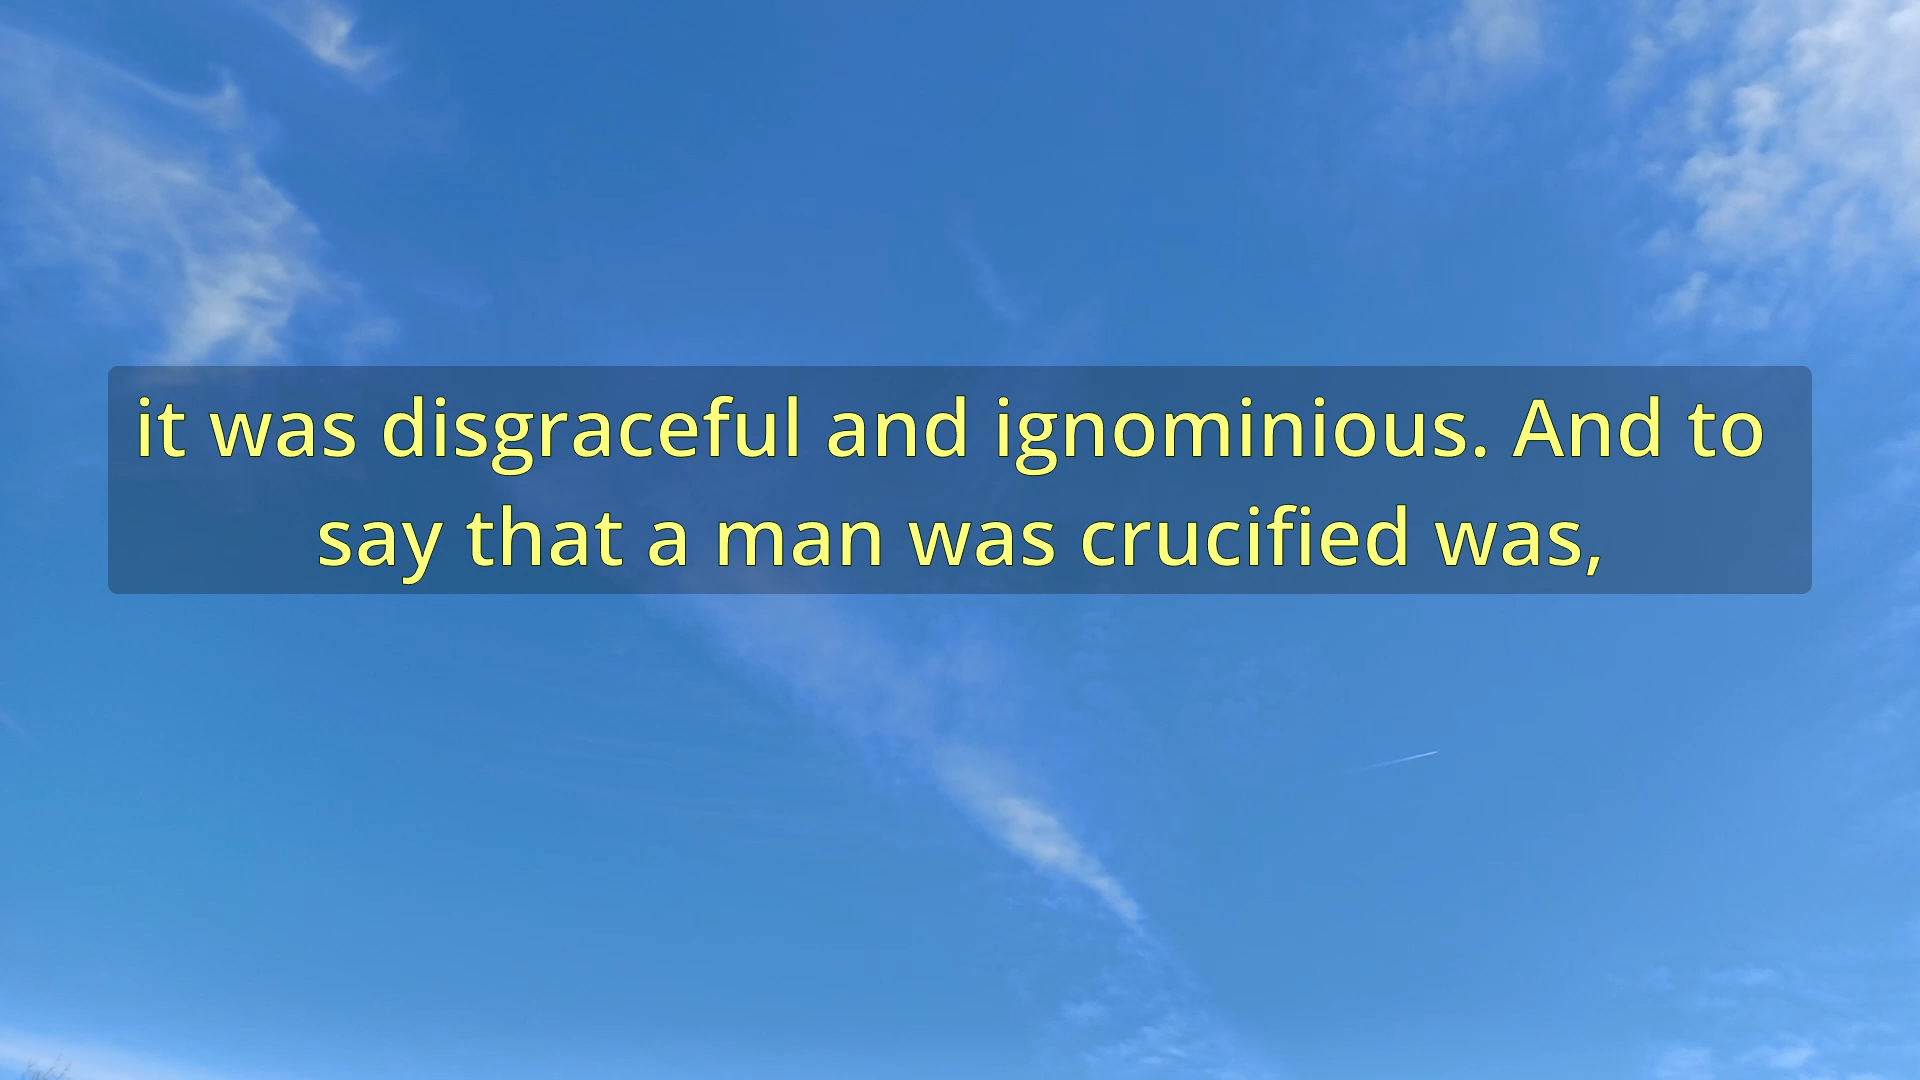 it was disgraceful and ignominious. And to
say that a man was crucified was,